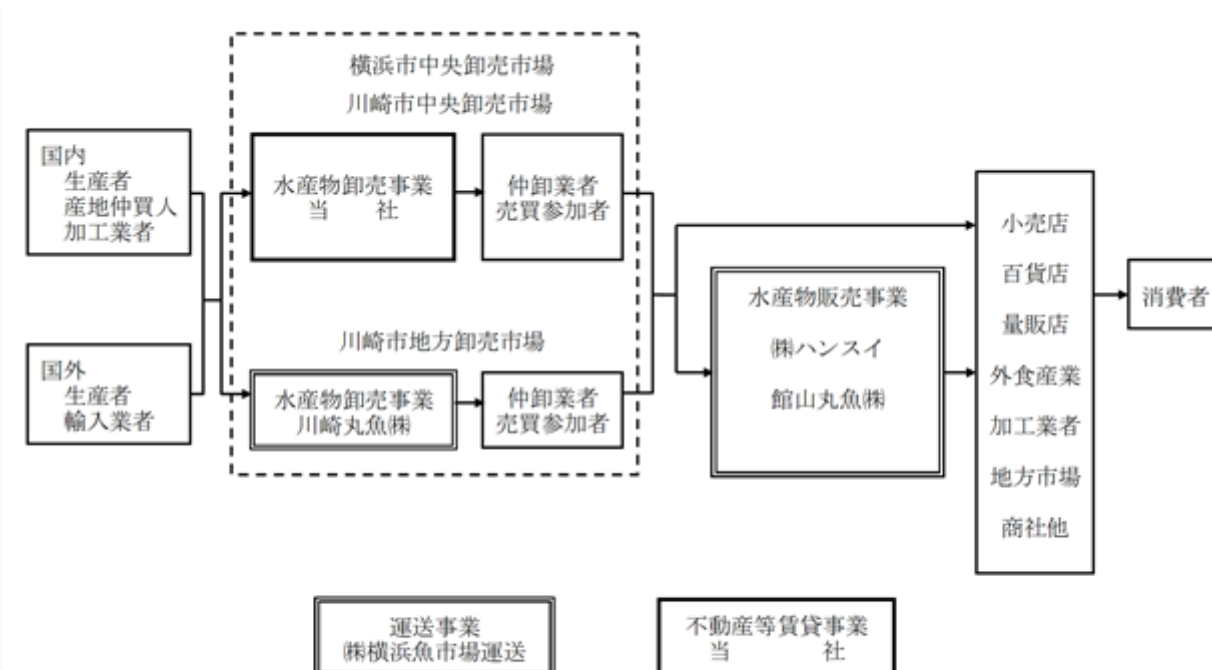 横浜市中央卸売市場
川崎市中央卸売市場
国内
生産者
産地仲買人
加工業者
水産物卸売事業
当 社
仲卸業者
売買参加者
国外
生産者
輸入業者
川崎市地方卸売市場
水産物卸売事業
川崎丸魚㈱
仲卸業者
売買参加者
水産物販売事業
㈱ハンスイ
館山丸魚㈱
小売店
百貨店
量販店
外食産業
加工業者
地方市場
商社他
消費者
運送事業
㈱横浜魚市場運送
不動産等賃貸事業
当 社